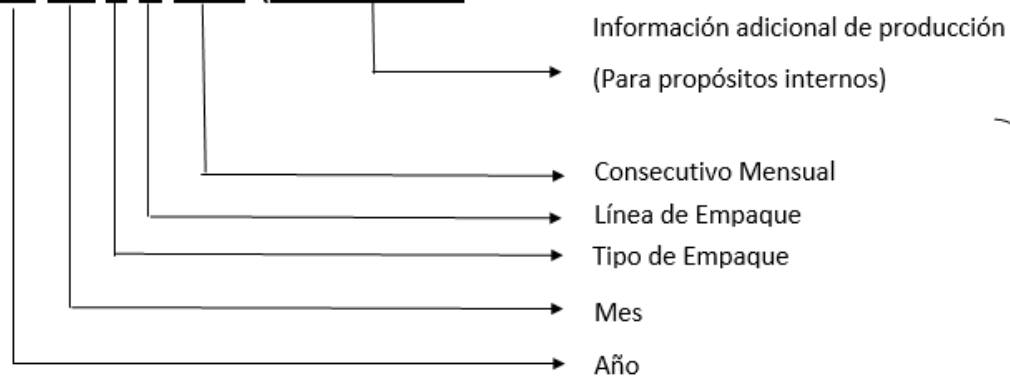 Información adicional de producción
(Para propósitos internos)
Consecutivo Mensual
Línea de Empaque
Tipo de Empaque
Mes
Año